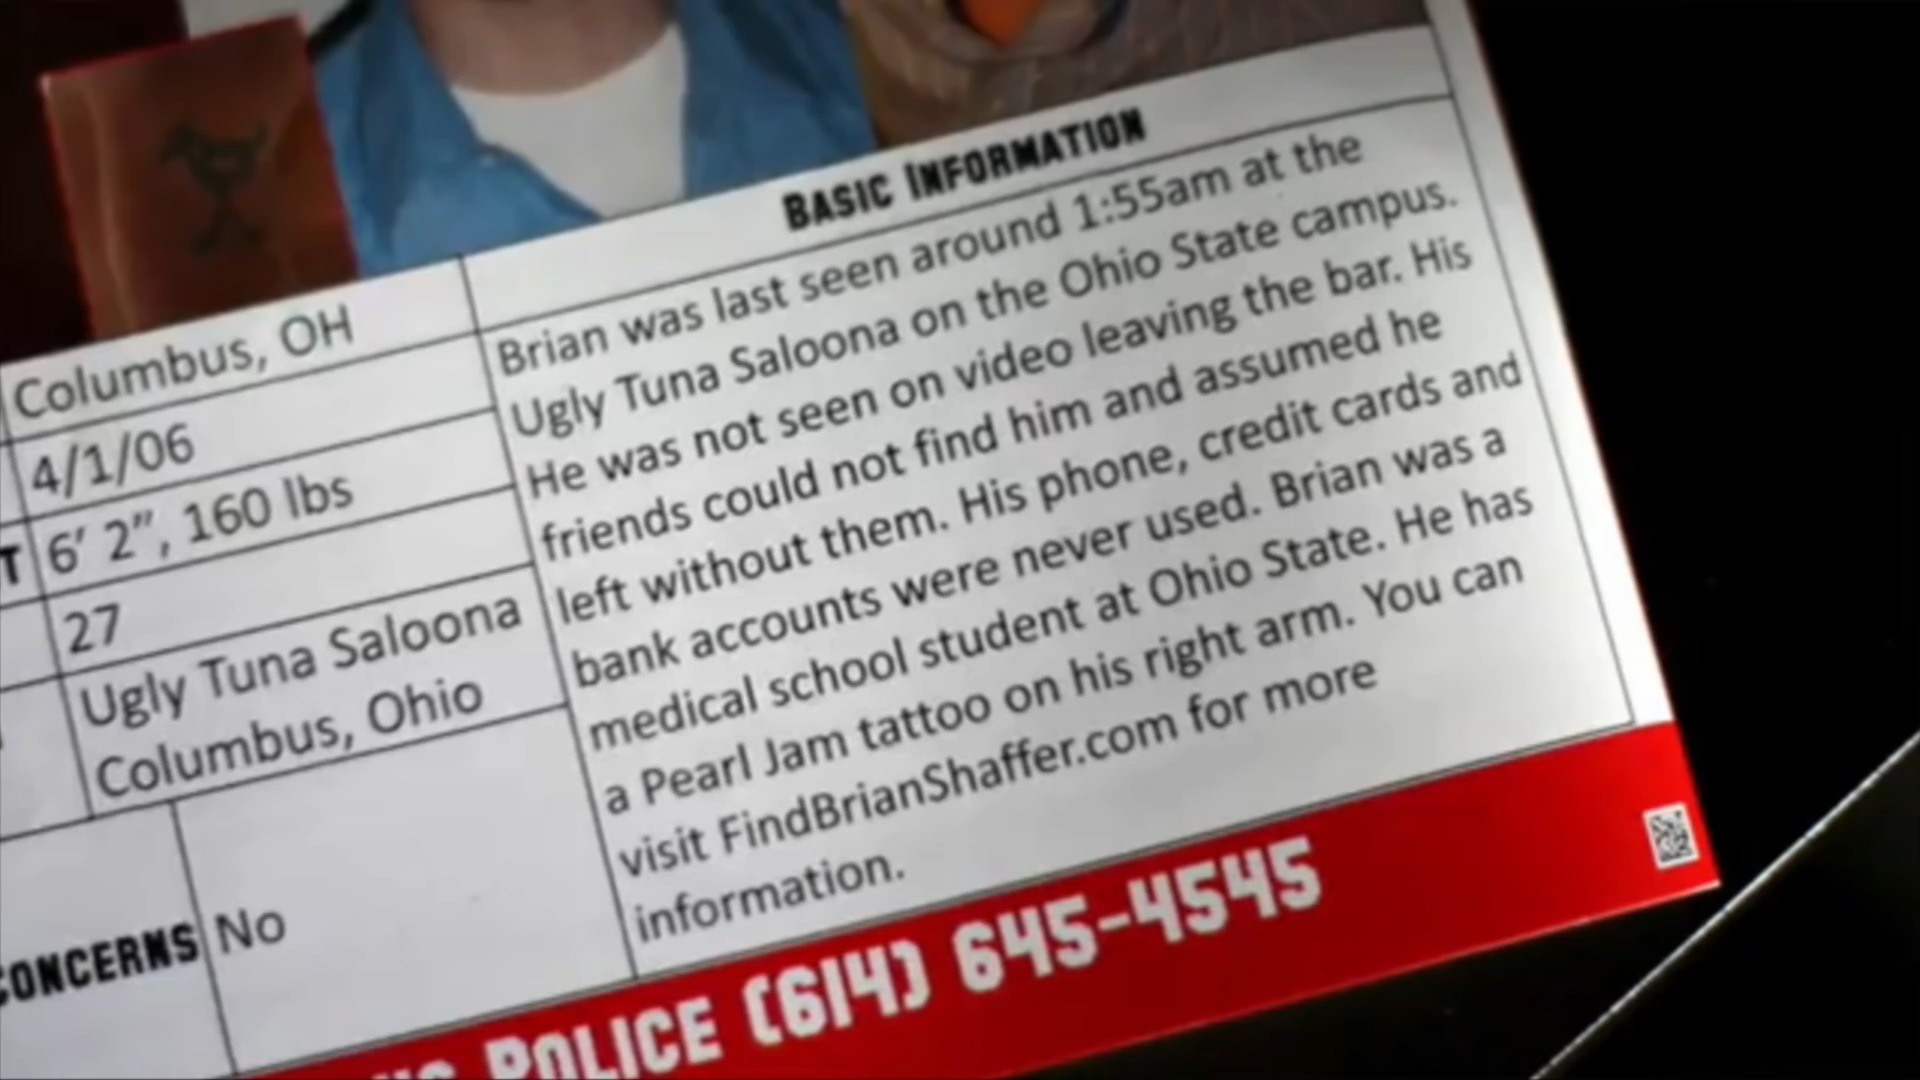 BASIC INFORMATION
Columbus, OH
4/1/06
T 6' 2", 160 lbs
27
Ugly Tuna Saloona
Columbus, Ohio
CONCERNS No
Brian was last seen around 1:55am at the
Ugly Tuna Saloona on the Ohio State campus.
He was not seen on video leaving the bar. His
friends could not find him and assumed he
left without them. His phone, credit cards and
bank accounts were never used. Brian was a
medical school student at Ohio State. He has
a Pearl Jam tattoo on his right arm. You can
visit FindBrianShaffer.com for more
information.
POLICE (614) 645-4545